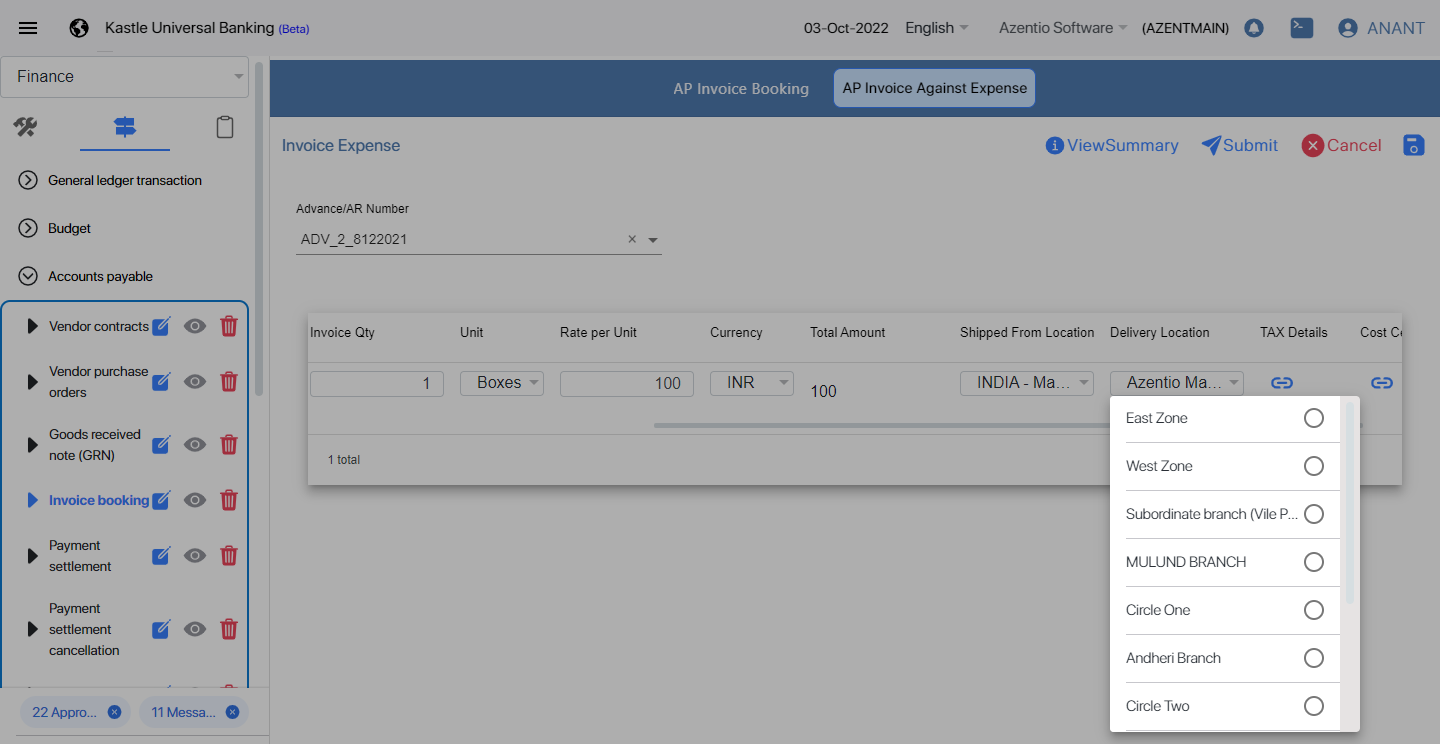 Kastle Universal Banking (Beta)
03-Oct-2022
English
Azentio Software
(AZENTMAIN)
ANANT
Finance
AP Invoice Booking
AP Invoice Against Expense
Invoice Expense
ViewSummary
Submit
Cancel
General ledger transaction
Budget
Accounts payable
Vendor contracts
Vendor purchase
orders
Goods received
note (GRN)
Invoice booking
Payment
settlement
Payment
settlement
cancellation
22 Appro...
11 Messa...
Advance/AR Number
ADV_2_8122021
Invoice Qty
Unit
Rate per Unit
Currency
Total Amount
Shipped From Location
Delivery Location
TAX Details
Cost Ce
1
Boxes
100
INR
100
INDIA - Ma...
Azentio Ma...
1 total
East Zone
West Zone
Subordinate branch (Vile P...
MULUND BRANCH
Circle One
Andheri Branch
Circle Two